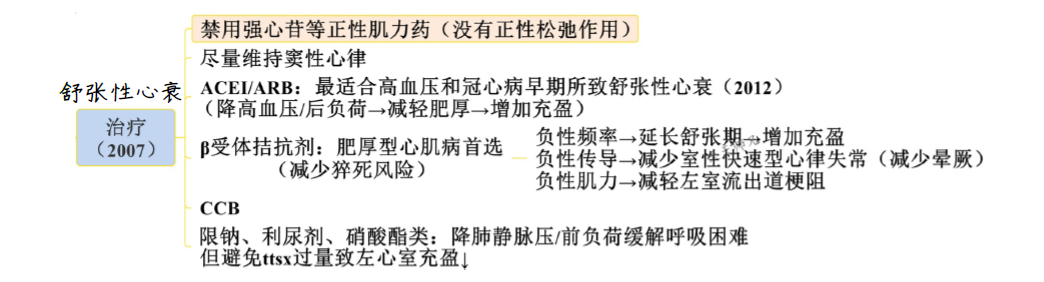 禁用强心苷等正性肌力药（没有正性松弛作用）
尽量维持窦性心律
舒张性心衰
ACEI/ARB：最适合高血压和冠心病早期所致舒张性心衰（2012）
（降高血压/后负荷→减轻肥厚→增加充盈）
治疗
（2007）
β受体拮抗剂：肥厚型心肌病首选
（减少猝死风险）
负性频率→延长舒张期→增加充盈
负性传导→减少室性快速型心律失常（减少晕厥）
负性肌力→减轻左室流出道梗阻
CCB
限钠、利尿剂、硝酸酯类：降肺静脉压/前负荷缓解呼吸困难
但避免ttsx过量致左心室充盈↓